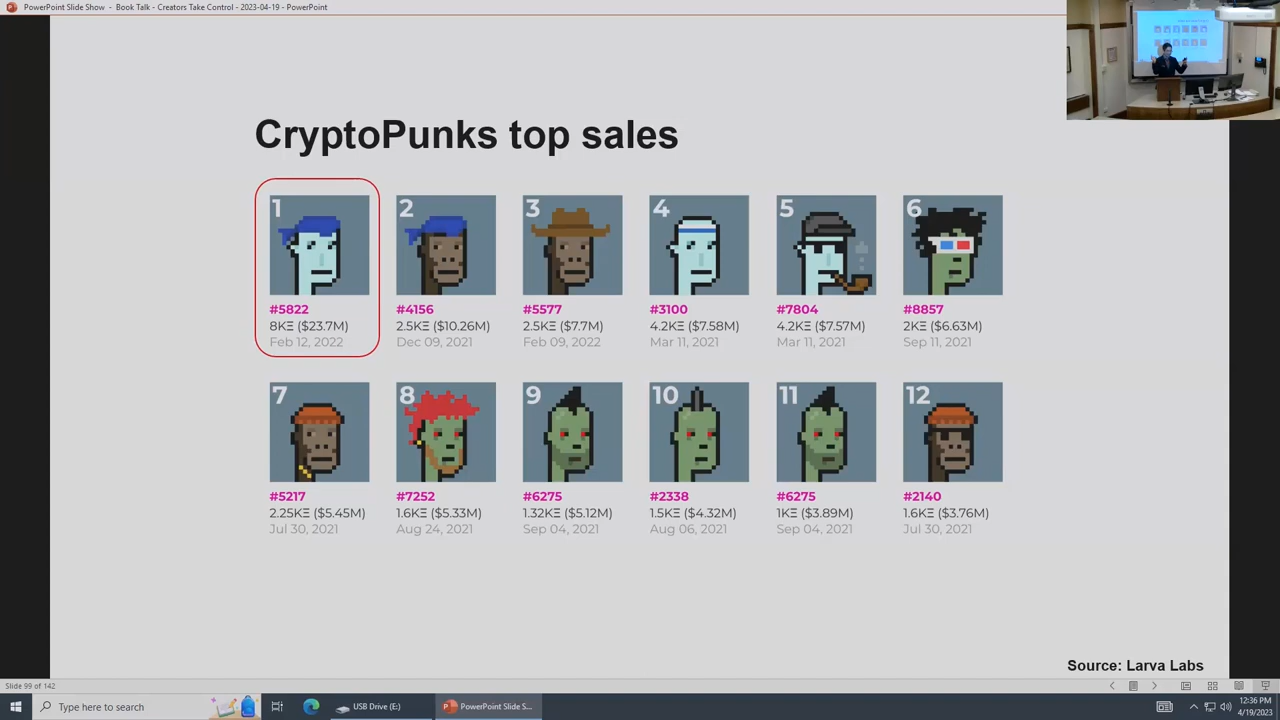 PowerPoint Slide Show - Book Talk - Creators Take Control - 2023-04-19 - PowerPoint
CryptoPunks top sales
1
2
3
4
5
6
#5822
#4156
#5577
#3100
#7804
#8857
8KΞ ($23.7M)
2.5KΞ ($10.26M)
2.5KΞ ($7.7M)
4.2KΞ ($7.58M)
4.2KΞ ($7.57M)
2KΞ ($6.63M)
Feb 12, 2022
Dec 09, 2021
Feb 09, 2022
Mar 11, 2021
Mar 11, 2021
Sep 11, 2021
7
8
9
10
11
12
#5217
#7252
#6275
#2338
#6275
#2140
2.25KΞ ($5.45M)
1.6KΞ ($5.33M)
1.32KΞ ($5.12M)
1.5KΞ ($4.32M)
1KΞ ($3.89M)
1.6KΞ ($3.76M)
Jul 30, 2021
Aug 24, 2021
Sep 04, 2021
Aug 06, 2021
Sep 04, 2021
Jul 30, 2021
Source: Larva Labs
Slide 99 of 142
Type here to search
USB Drive (E:)
PowerPoint Slide S...
12:36 PM
4/19/2023